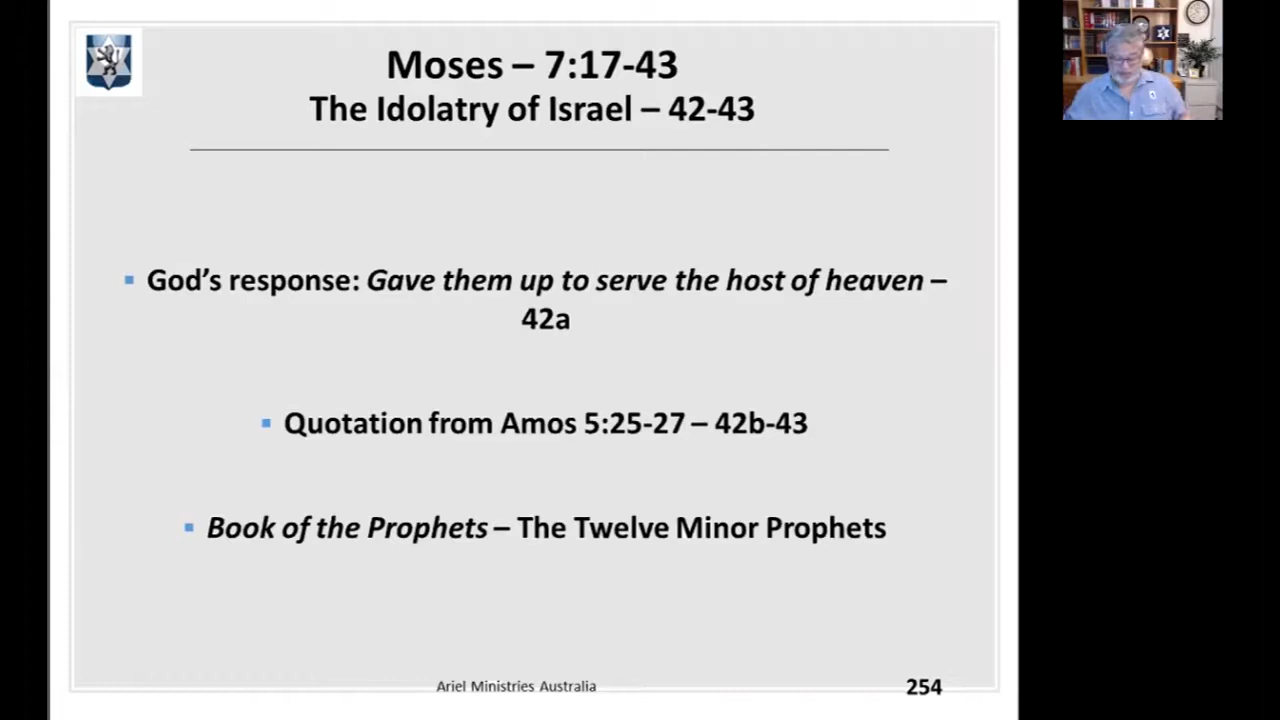 Moses – 7:17-43
The Idolatry of Israel – 42-43
▪ God's response: Gave them up to serve the host of heaven –
42a
▪ Quotation from Amos 5:25-27 – 42b-43
▪ Book of the Prophets – The Twelve Minor Prophets
Ariel Ministries Australia
254